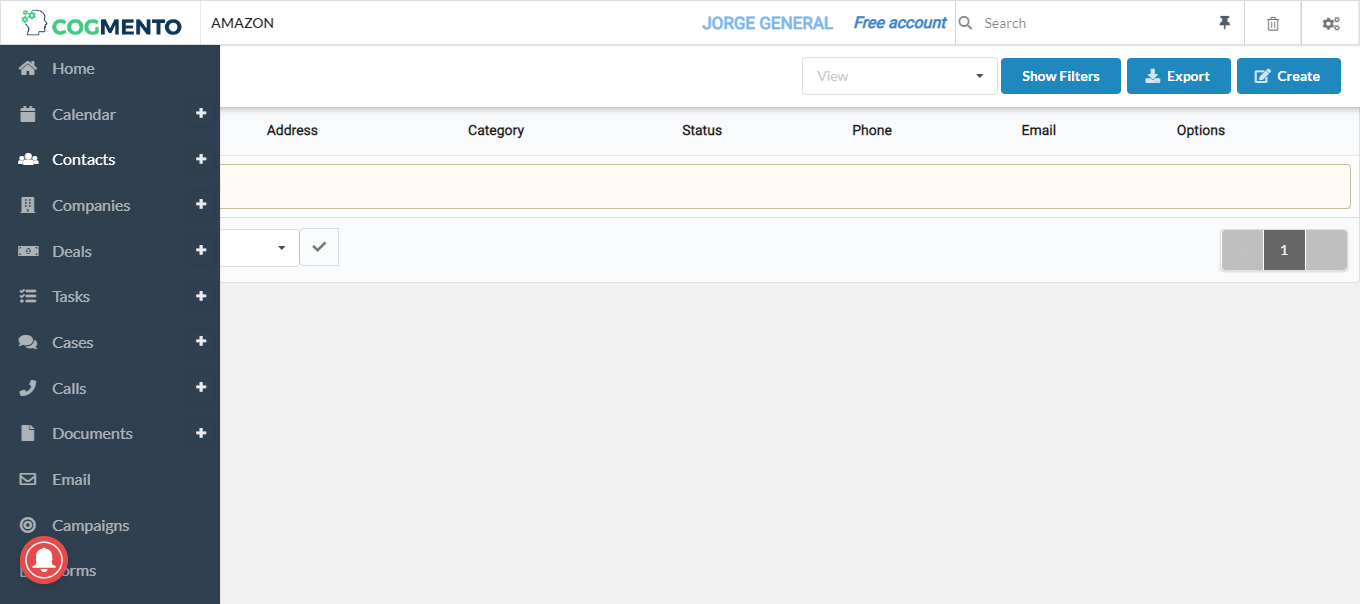 COGMENTO
AMAZON
JORGE GENERAL
Free account
Search
Home
Calendar
Contacts
Companies
Deals
Tasks
Cases
Calls
Documents
Email
Campaigns
orms
View
Show Filters
Export
Create
Address
Category
Status
Phone
Email
Options
1